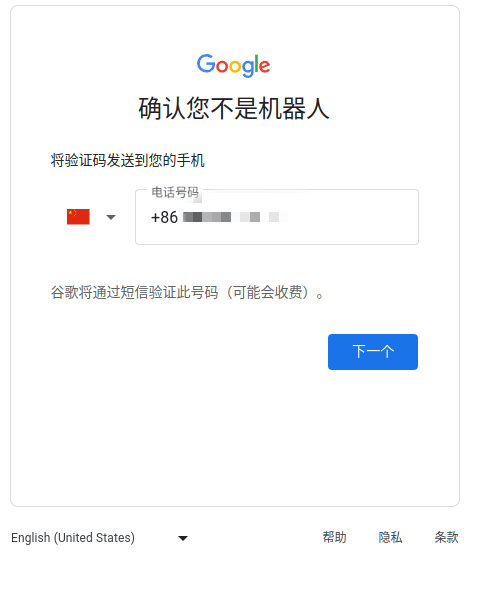 Google
确认您不是机器人
将验证码发送到您的手机
电话号码
+86
谷歌将通过短信验证此号码（可能会收费）。
下一个
English (United States)
帮助 隐私 条款